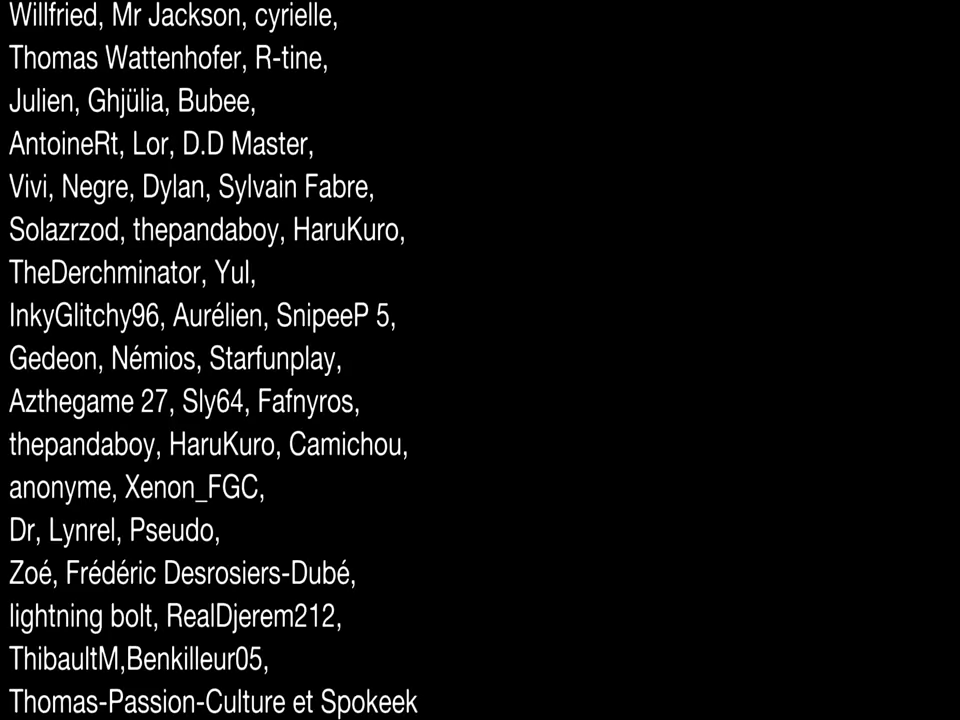 Willfried, Mr Jackson, cyrielle,
Thomas Wattenhofer, R-tine,
Julien, Ghjülia, Bubee,
AntoineRt, Lor, D.D Master,
Vivi, Negre, Dylan, Sylvain Fabre,
Solazrzod, thepandaboy, HaruKuro,
TheDerchminator, Yul,
InkyGlitchy96, Aurélien, SnipeeP 5,
Gedeon, Némios, Starfunplay,
Azthegame 27, Sly64, Fafnyros,
thepandaboy, HaruKuro, Camichou,
anonyme, Xenon_FGC,
Dr, Lynrel, Pseudo,
Zoé, Frédéric Desrosiers-Dubé,
lightning bolt, RealDjerem212,
ThibaultM,Benkilleur05,
Thomas-Passion-Culture et Spokeek